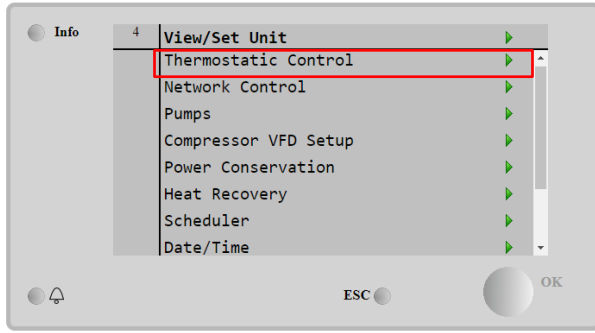 Info
4 View/Set Unit
Thermostatic Control
Network Control
Pumps
Compressor VFD Setup
Power Conservation
Heat Recovery
Scheduler
Date/Time
ESC
OK